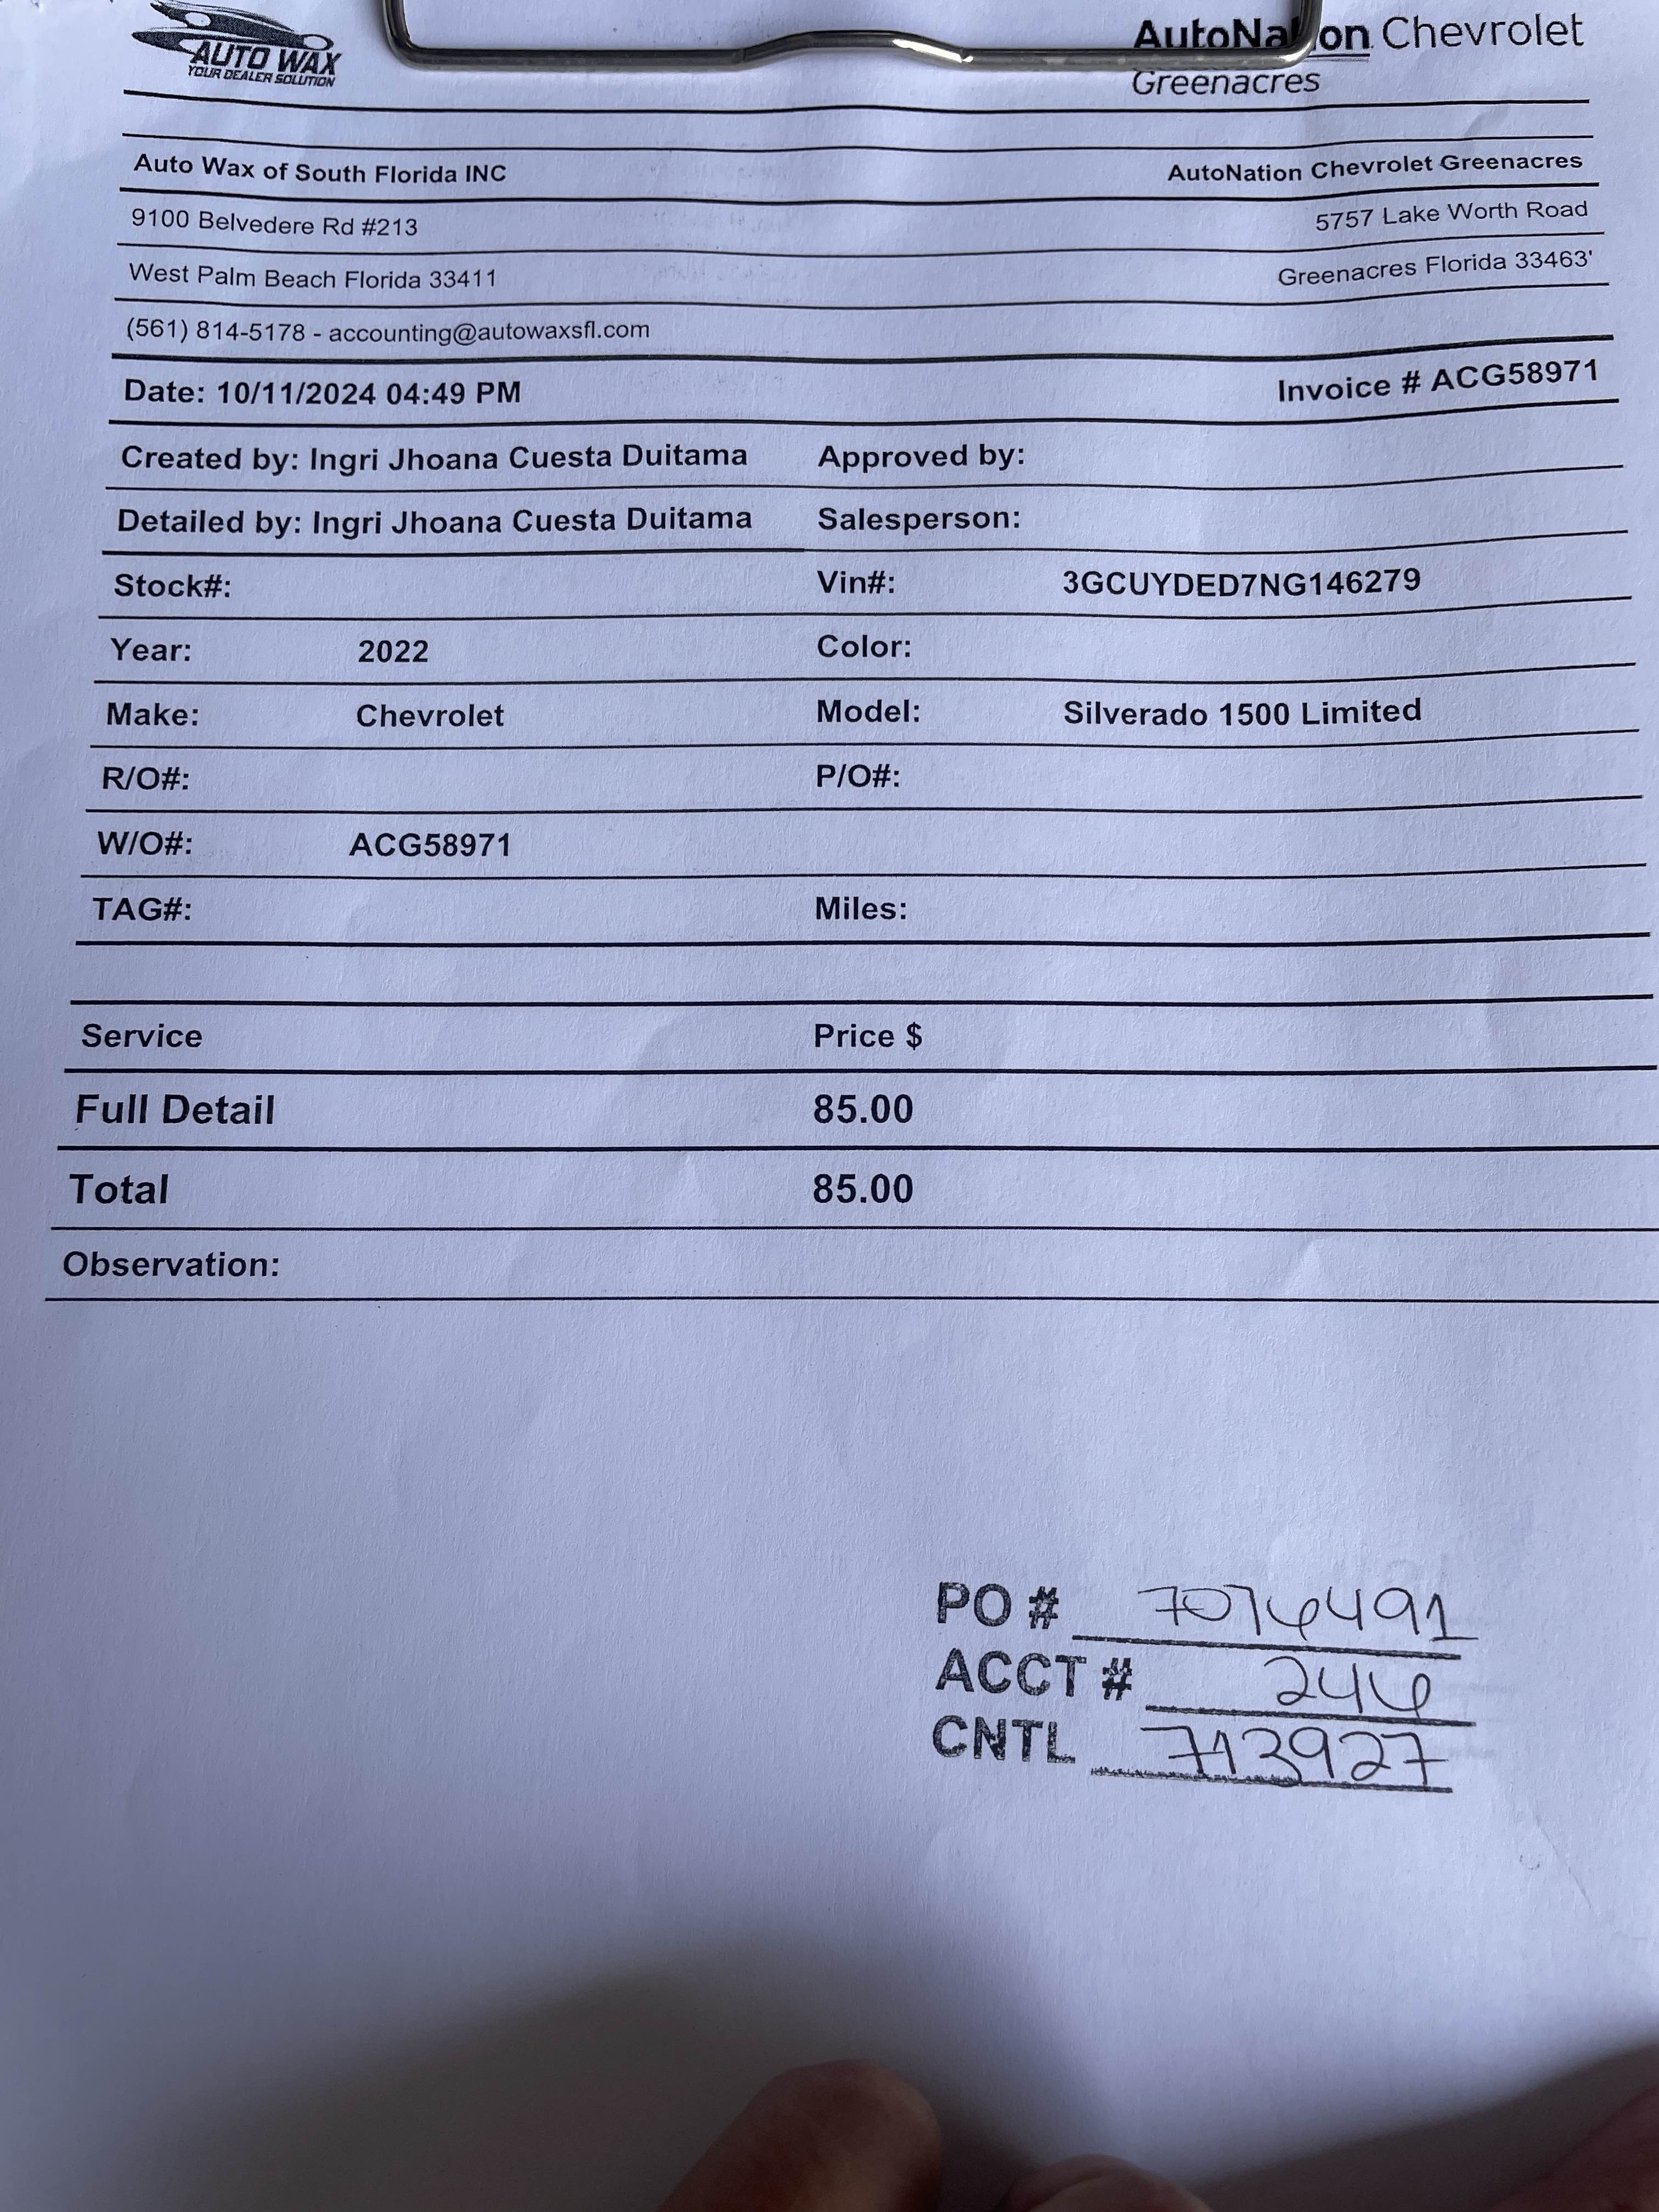 AUTO WAX
YOUR DEALER SOLUTION
AutoNation Chevrolet
Greenacres
Auto Wax of South Florida INC AutoNation Chevrolet Greenacres
9100 Belvedere Rd #213 5757 Lake Worth Road
West Palm Beach Florida 33411 Greenacres Florida 33463'
(561) 814-5178 - accounting@autowaxsfl.com
Date: 10/11/2024 04:49 PM Invoice # ACG58971
Created by: Ingri Jhoana Cuesta Duitama Approved by:
Detailed by: Ingri Jhoana Cuesta Duitama Salesperson:
Stock#: Vin#: 3GCUYDED7NG146279
Year: 2022 Color:
Make: Chevrolet Model: Silverado 1500 Limited
R/O#: P/O#:
W/O#: ACG58971
TAG#: Miles:
Service Price $
Full Detail 85.00
Total 85.00
Observation:
PO # 7076491
ACCT # 246
CNTL 713927